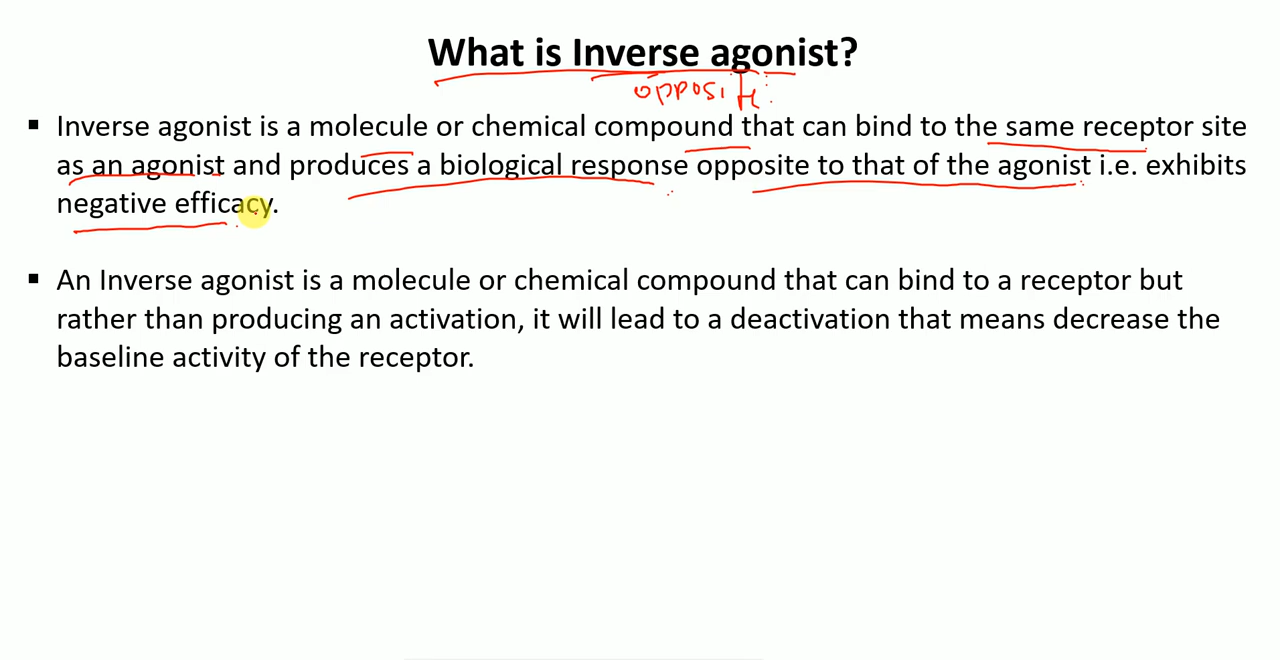 What is Inverse agonist?
opposite
▪ Inverse agonist is a molecule or chemical compound that can bind to the same receptor site
as an agonist and produces a biological response opposite to that of the agonist i.e. exhibits
negative efficacy.
▪ An Inverse agonist is a molecule or chemical compound that can bind to a receptor but
rather than producing an activation, it will lead to a deactivation that means decrease the
baseline activity of the receptor.